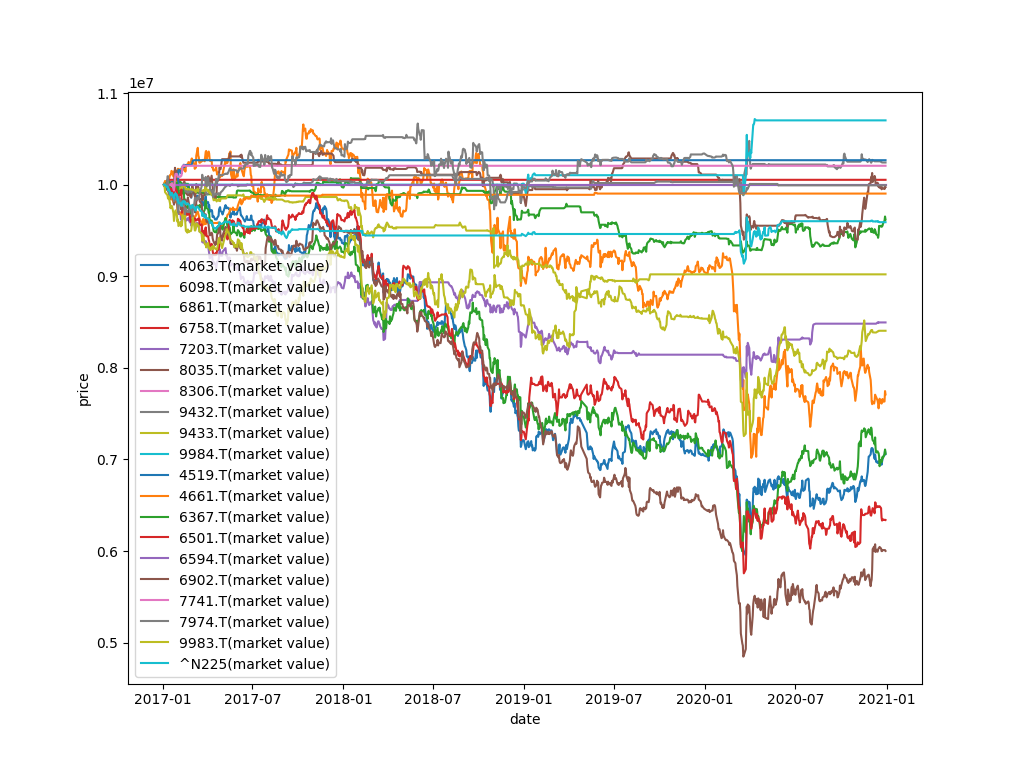 1e7
1.1
1.0
0.9
0.8
0.7
0.6
0.5
price
4063.T(market value)
6098.T(market value)
6861.T(market value)
6758.T(market value)
7203.T(market value)
8035.T(market value)
8306.T(market value)
9432.T(market value)
9433.T(market value)
9984.T(market value)
4519.T(market value)
4661.T(market value)
6367.T(market value)
6501.T(market value)
6594.T(market value)
6902.T(market value)
7741.T(market value)
7974.T(market value)
9983.T(market value)
^N225(market value)
2017-01 2017-07 2018-01 2018-07 2019-01 2019-07 2020-01 2020-07 2021-01
date